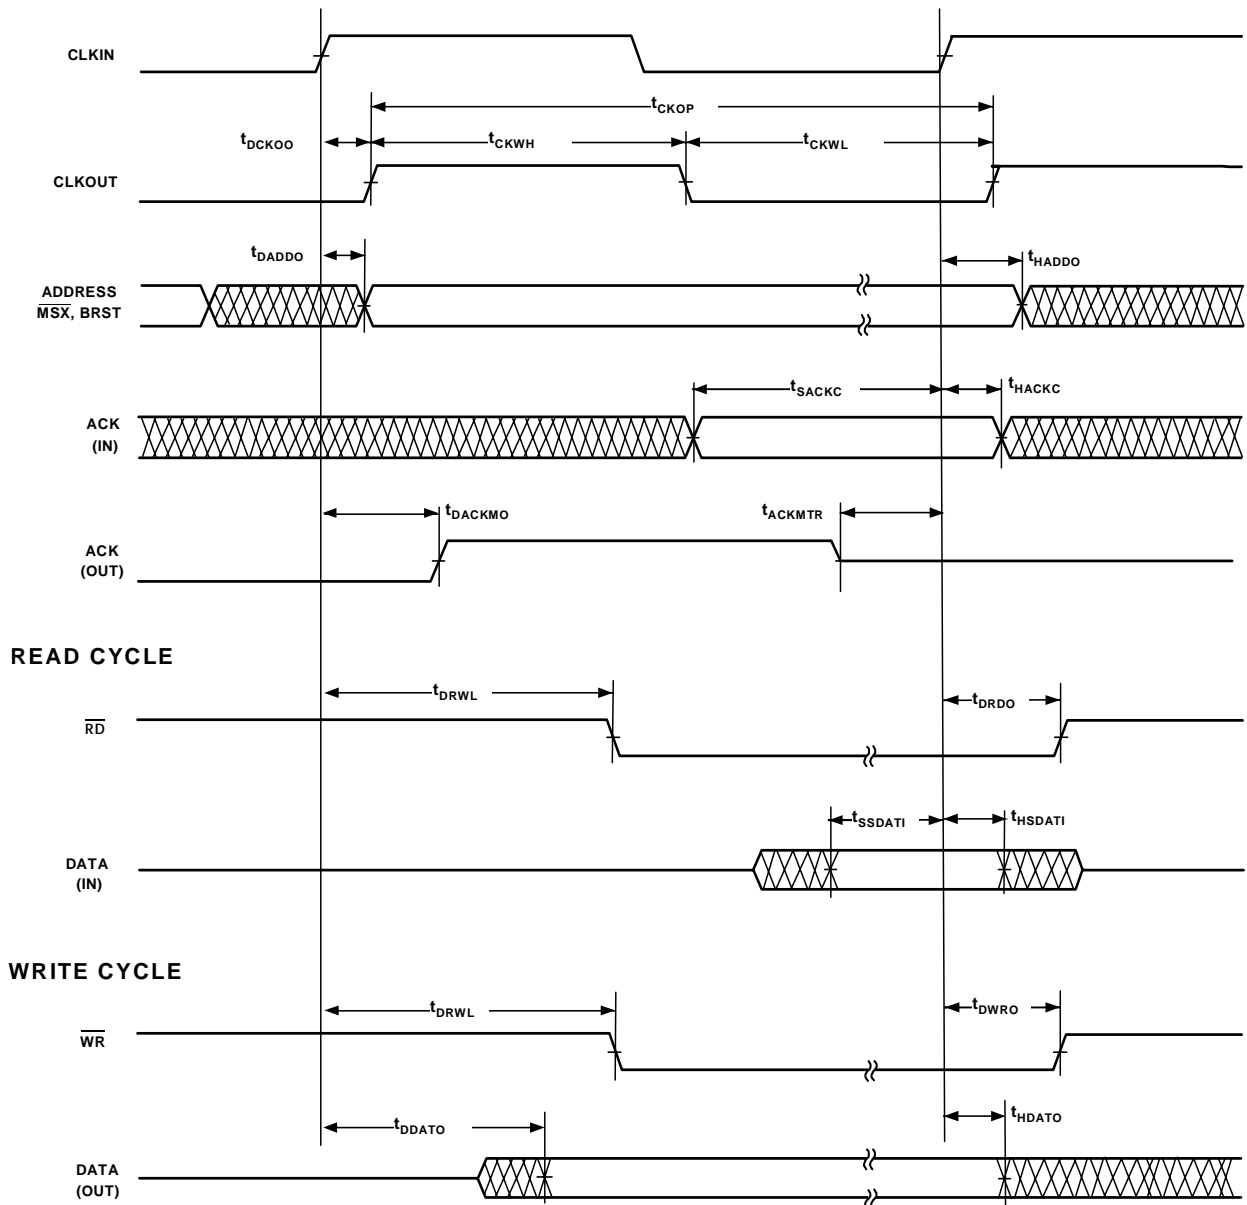 CLKIN
tCKOP
tDCKOO
tCKWH
tCKWL
CLKOUT
tDADDO
tHADDO
ADDRESS
MSX, BRST
tSACKC
tHACKC
ACK
(IN)
tDACKMO
tACKMTR
ACK
(OUT)
READ CYCLE
tDRWL
tDRDO
RD
tSSDATI
tHSDATI
DATA
(IN)
WRITE CYCLE
tDRWL
tDWRO
WR
tDDATO
tHDATO
DATA
(OUT)